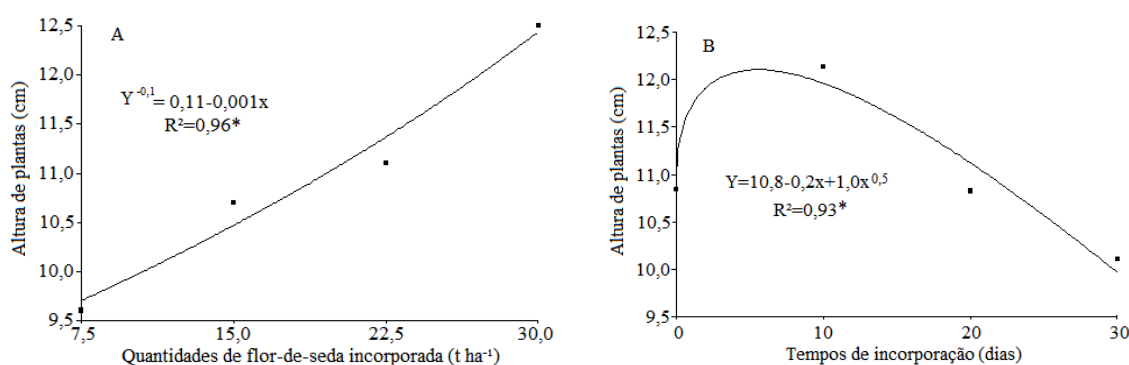 A
Altura de plantas (cm)
12,5
12,0
11,5
11,0
10,5
10,0
9,5
Y⁻⁰,¹= 0,11-0,001x
R²=0,96*
7,5 15,0 22,5 30,0
Quantidades de flor-de-seda incorporada (t ha⁻¹)
B
Altura de plantas (cm)
12,5
12,0
11,5
11,0
10,5
10,0
9,5
Y=10,8-0,2x+1,0x⁰,⁵
R²=0,93*
0 10 20 30
Tempos de incorporação (dias)